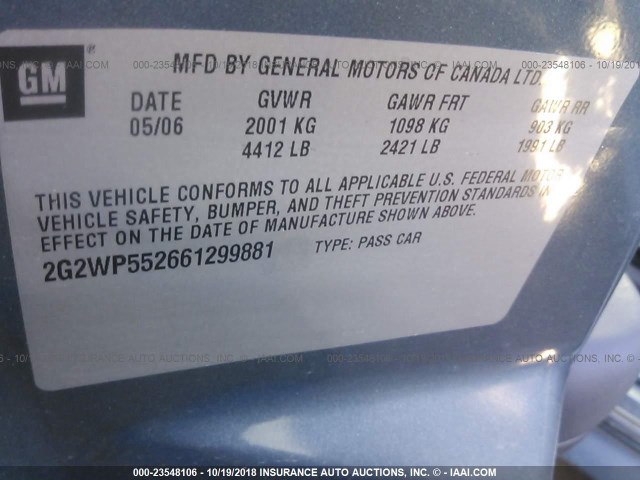 GM
MFD BY GENERAL MOTORS OF CANADA LTD.
DATE GVWR GAWR FRT GAWR RR
05/06 2001 KG 1098 KG 903 KG
4412 LB 2421 LB 1991 LB
THIS VEHICLE CONFORMS TO ALL APPLICABLE U.S. FEDERAL MOTOR
VEHICLE SAFETY, BUMPER, AND THEFT PREVENTION STANDARDS IN
EFFECT ON THE DATE OF MANUFACTURE SHOWN ABOVE.
2G2WP552661299881 TYPE: PASS CAR
000-23548106 - 10/19/2018 INSURANCE AUTO AUCTIONS, INC. - © IAAI.COM